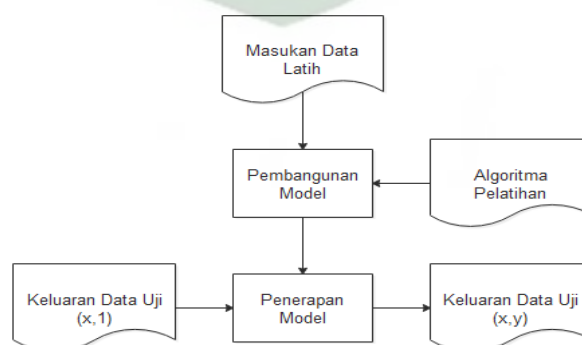 Masukan Data
Latih
Pembangunan
Model
Algoritma
Pelatihan
Keluaran Data Uji
(x,1)
Penerapan
Model
Keluaran Data Uji
(x,y)